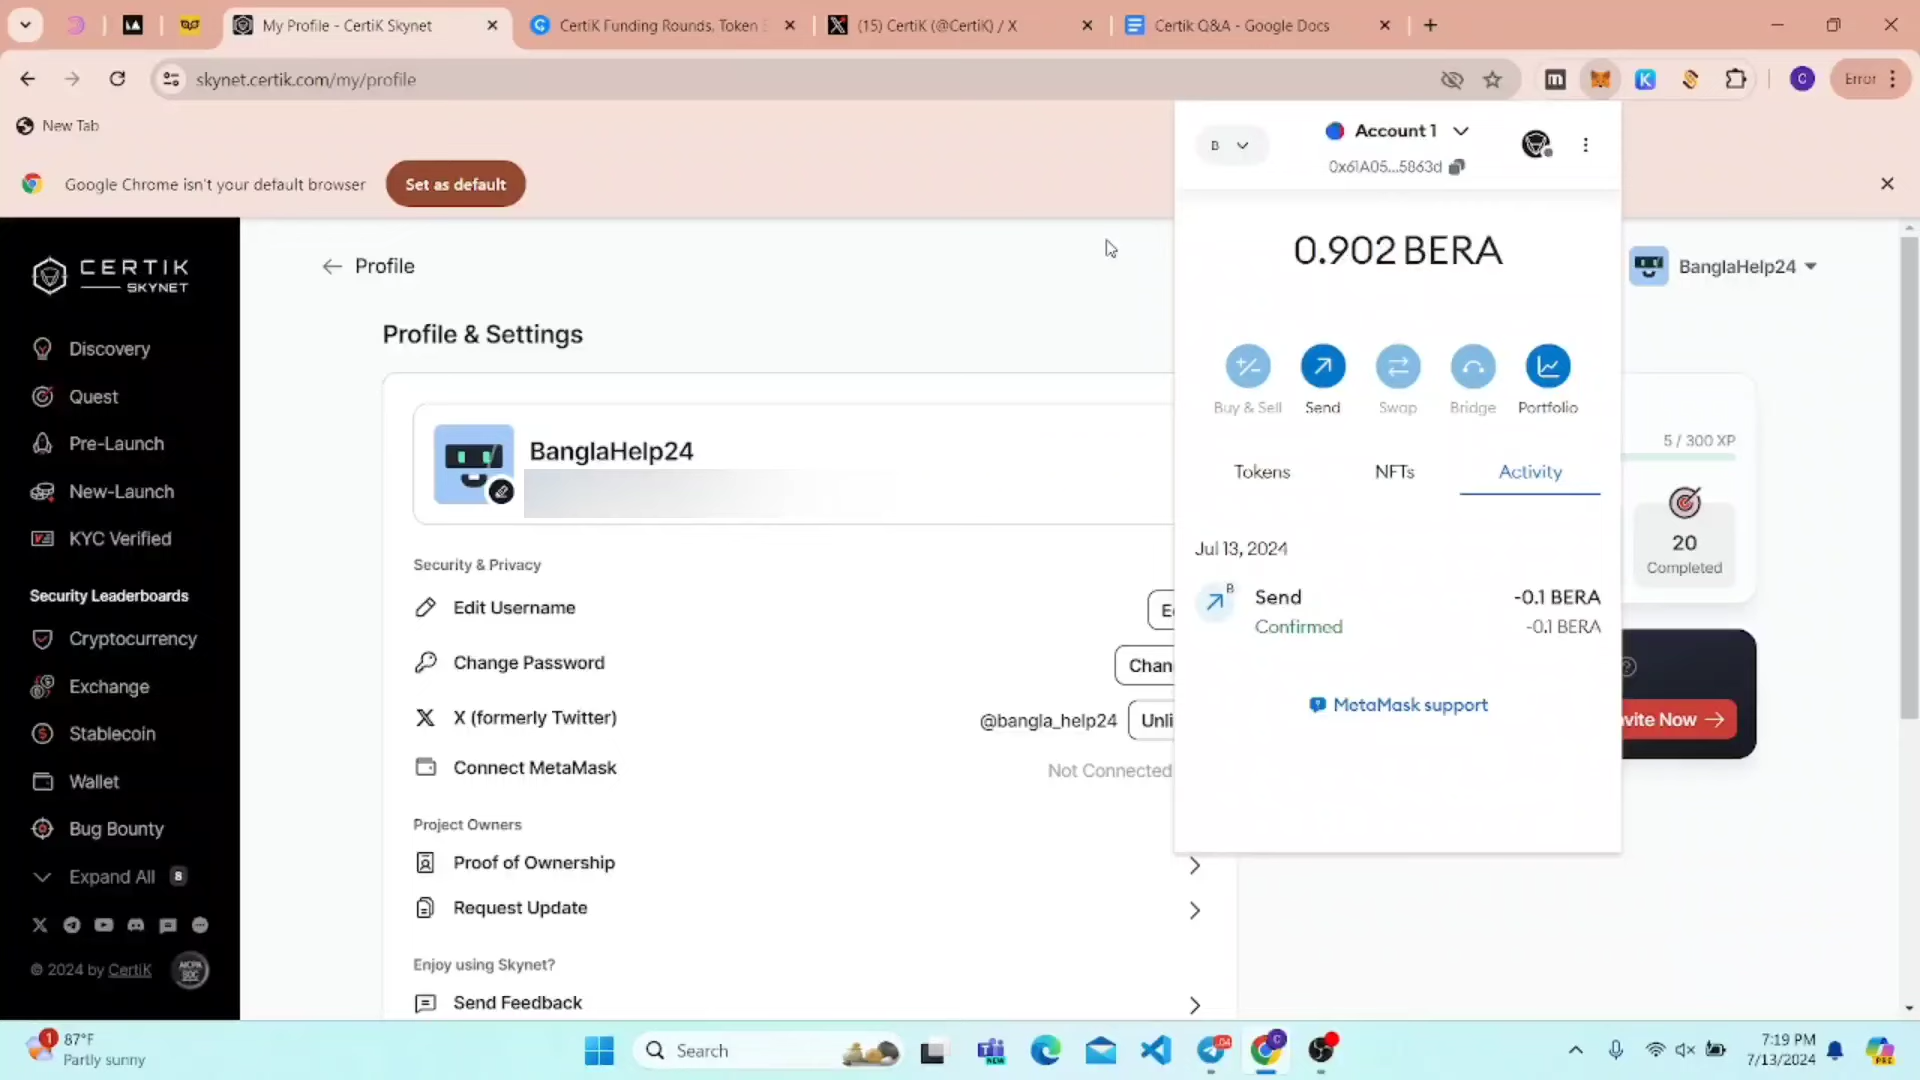 My Profile - CertiK Skynet
CertiK Funding Rounds, Token
(15) CertiK (@CertiK) / X
Certik Q&A - Google Docs
skynet.certik.com/my/profile
C
Error
New Tab
Google Chrome isn't your default browser
Set as default
CERTIK
SKYNET
Discovery
Quest
Pre-Launch
New-Launch
KYC Verified
Security Leaderboards
Cryptocurrency
Exchange
Stablecoin
Wallet
Bug Bounty
Expand All 8
© 2024 by CertiK
Profile
BanglaHelp24
Profile & Settings
BanglaHelp24
Security & Privacy
Edit Username
Change Password
Chan
X (formerly Twitter)
@bangla_help24
Unli
Connect MetaMask
Not Connected
Project Owners
Proof of Ownership
Request Update
Enjoy using Skynet?
Send Feedback
5 / 300 XP
20
Completed
vite Now
B
Account 1
0x61A05...5863d
0.902 BERA
Buy & Sell
Send
Swap
Bridge
Portfolio
Tokens
NFTs
Activity
Jul 13, 2024
B
Send
-0.1 BERA
Confirmed
-0.1 BERA
MetaMask support
1
87°F
Partly sunny
Search
7:19 PM
7/13/2024